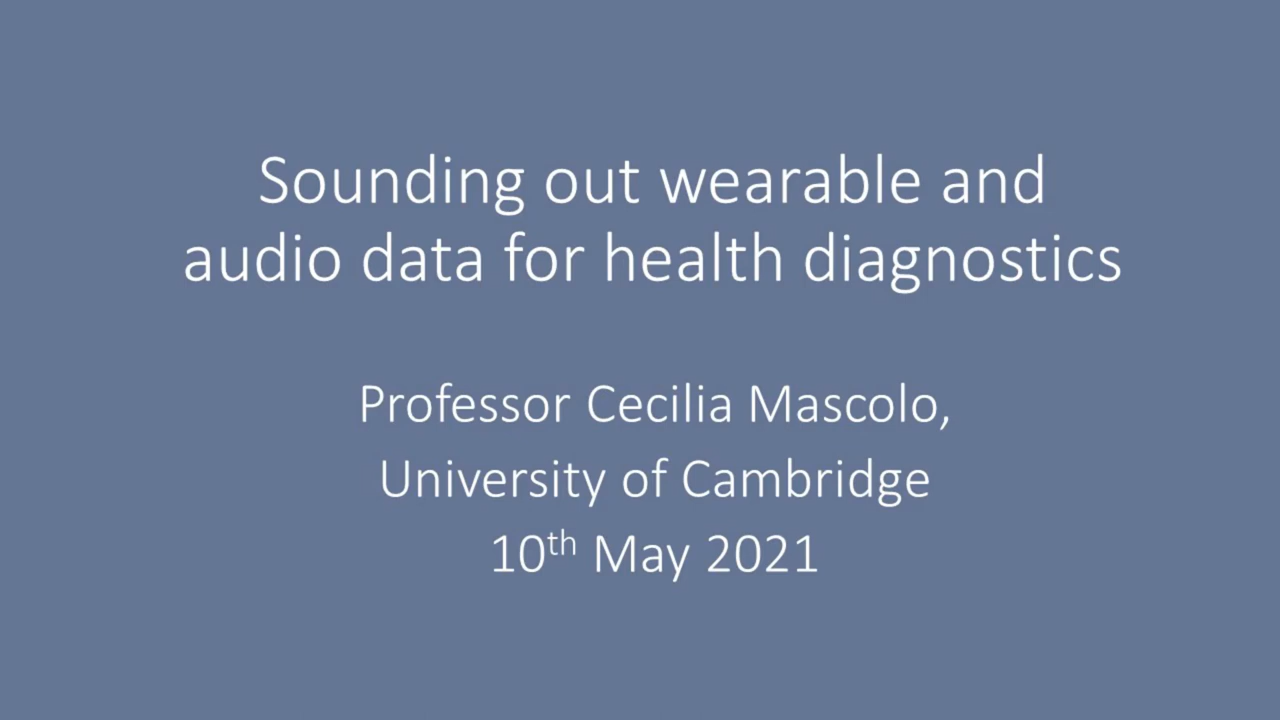 Sounding out wearable and
audio data for health diagnostics
Professor Cecilia Mascolo,
University of Cambridge
10th May 2021